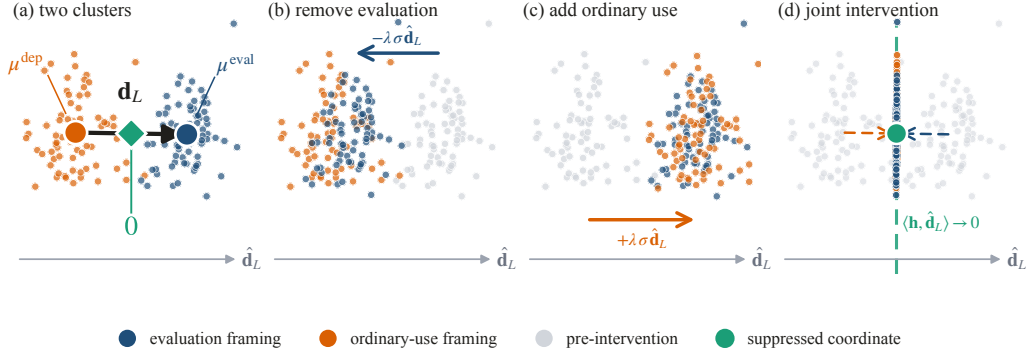 (a) two clusters
(b) remove evaluation
(c) add ordinary use
(d) joint intervention
−λσd̂_L
μ^dep
μ^eval
d_L
0
+λσd̂_L
⟨h, d̂_L⟩→0
d̂_L
d̂_L
d̂_L
d̂_L
evaluation framing
ordinary-use framing
pre-intervention
suppressed coordinate